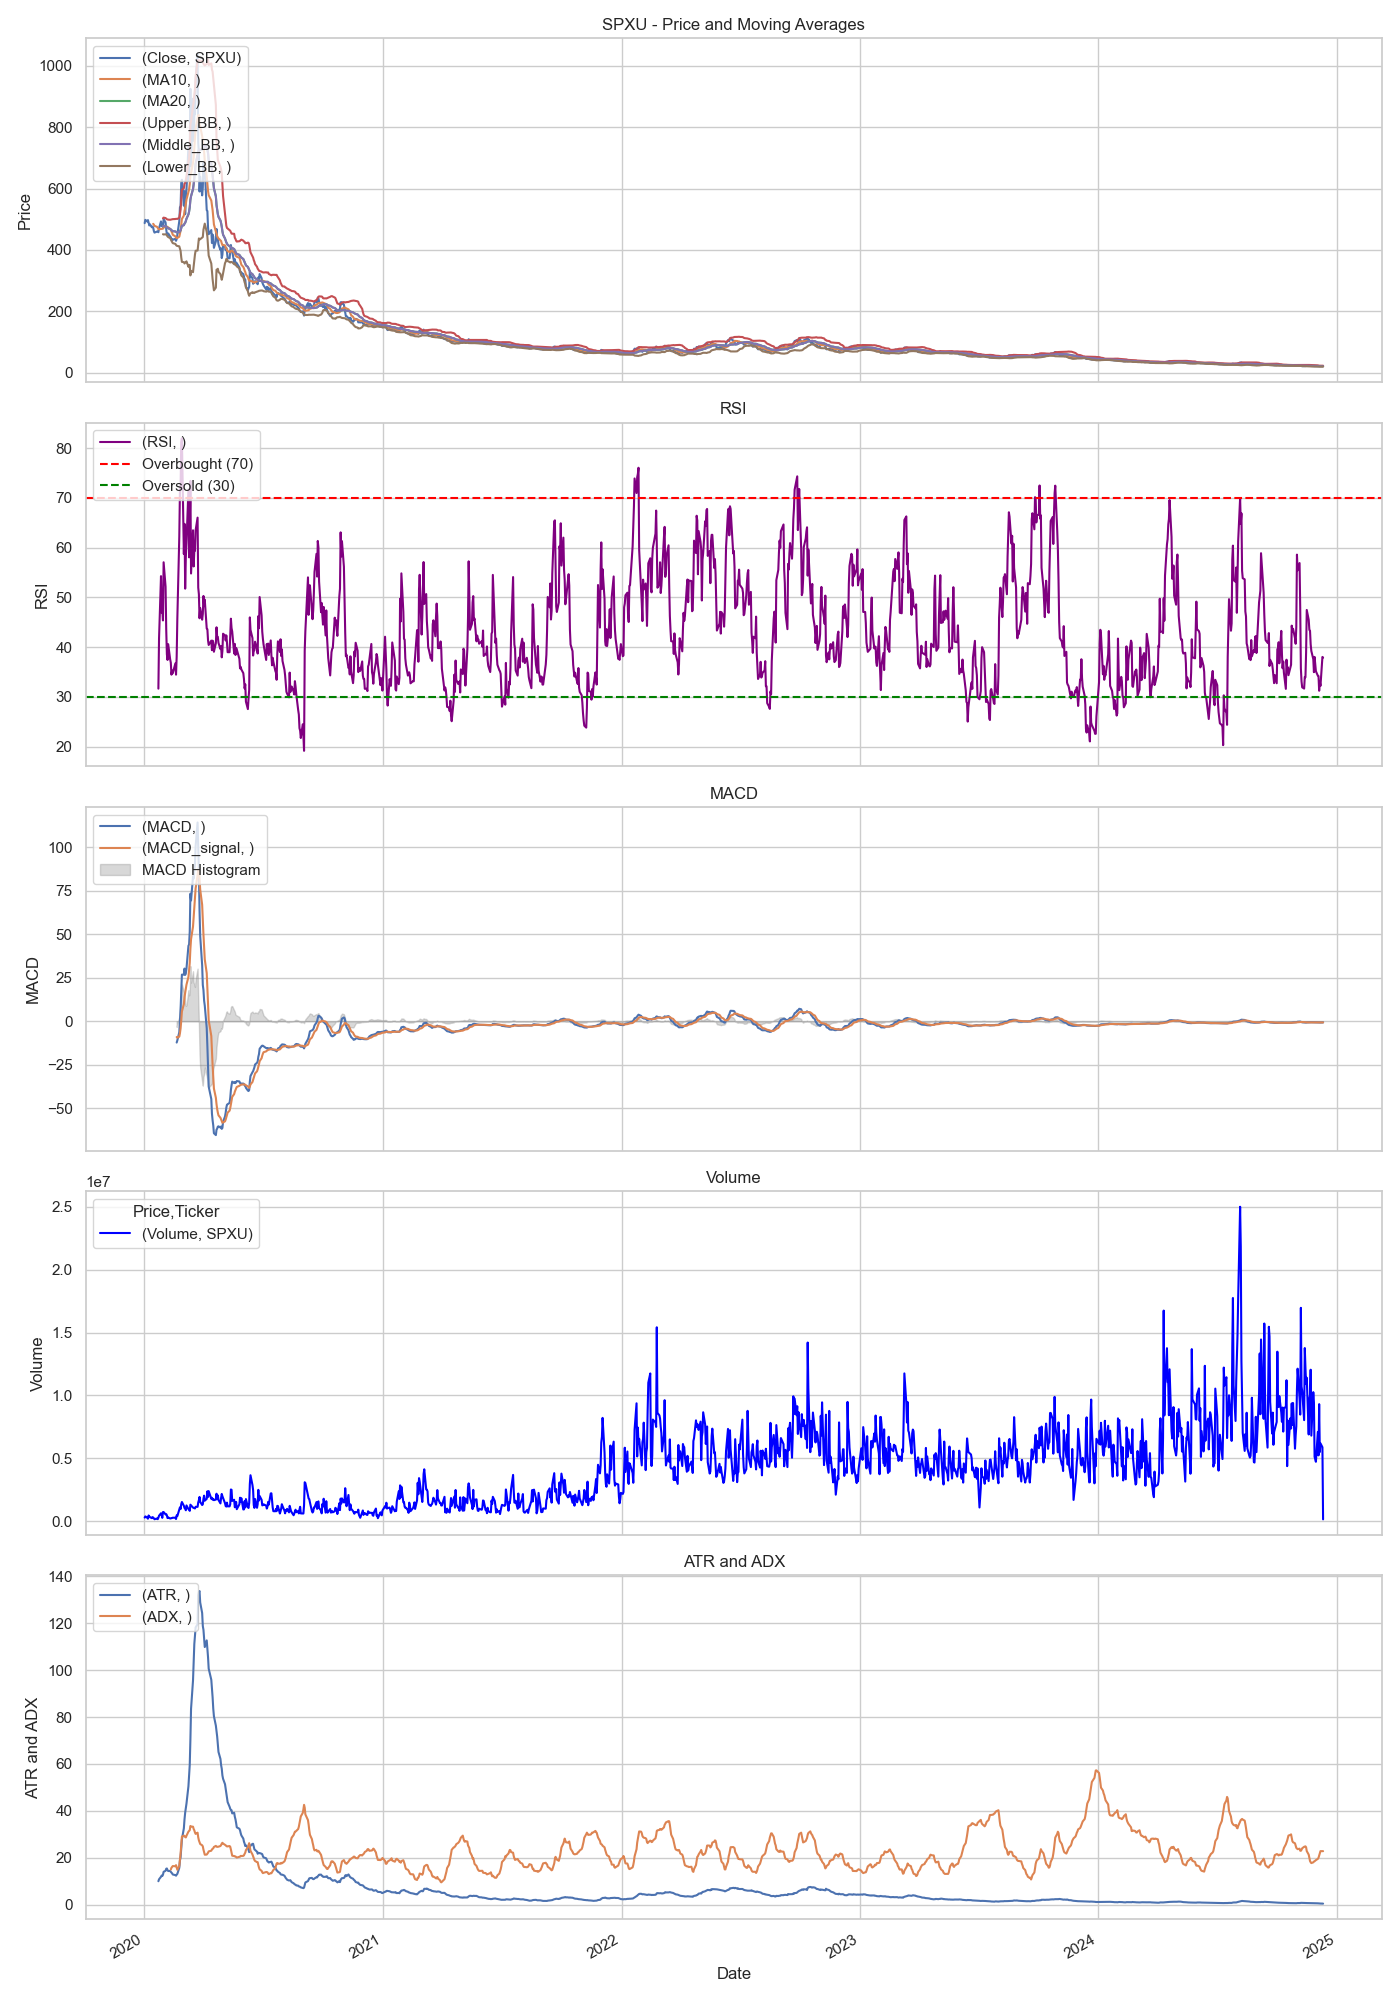 SPXU - Price and Moving Averages
(Close, SPXU)
(MA10, )
(MA20, )
(Upper_BB, )
(Middle_BB, )
(Lower_BB, )
1000
800
600
400
200
0
Price
RSI
(RSI, )
Overbought (70)
Oversold (30)
80
70
60
50
40
30
20
RSI
MACD
(MACD, )
(MACD_signal, )
MACD Histogram
100
75
50
25
0
−25
−50
MACD
Volume
1e7
Price,Ticker
(Volume, SPXU)
2.5
2.0
1.5
1.0
0.5
0.0
Volume
ATR and ADX
(ATR, )
(ADX, )
140
120
100
80
60
40
20
0
ATR and ADX
2020
2021
2022
2023
2024
2025
Date